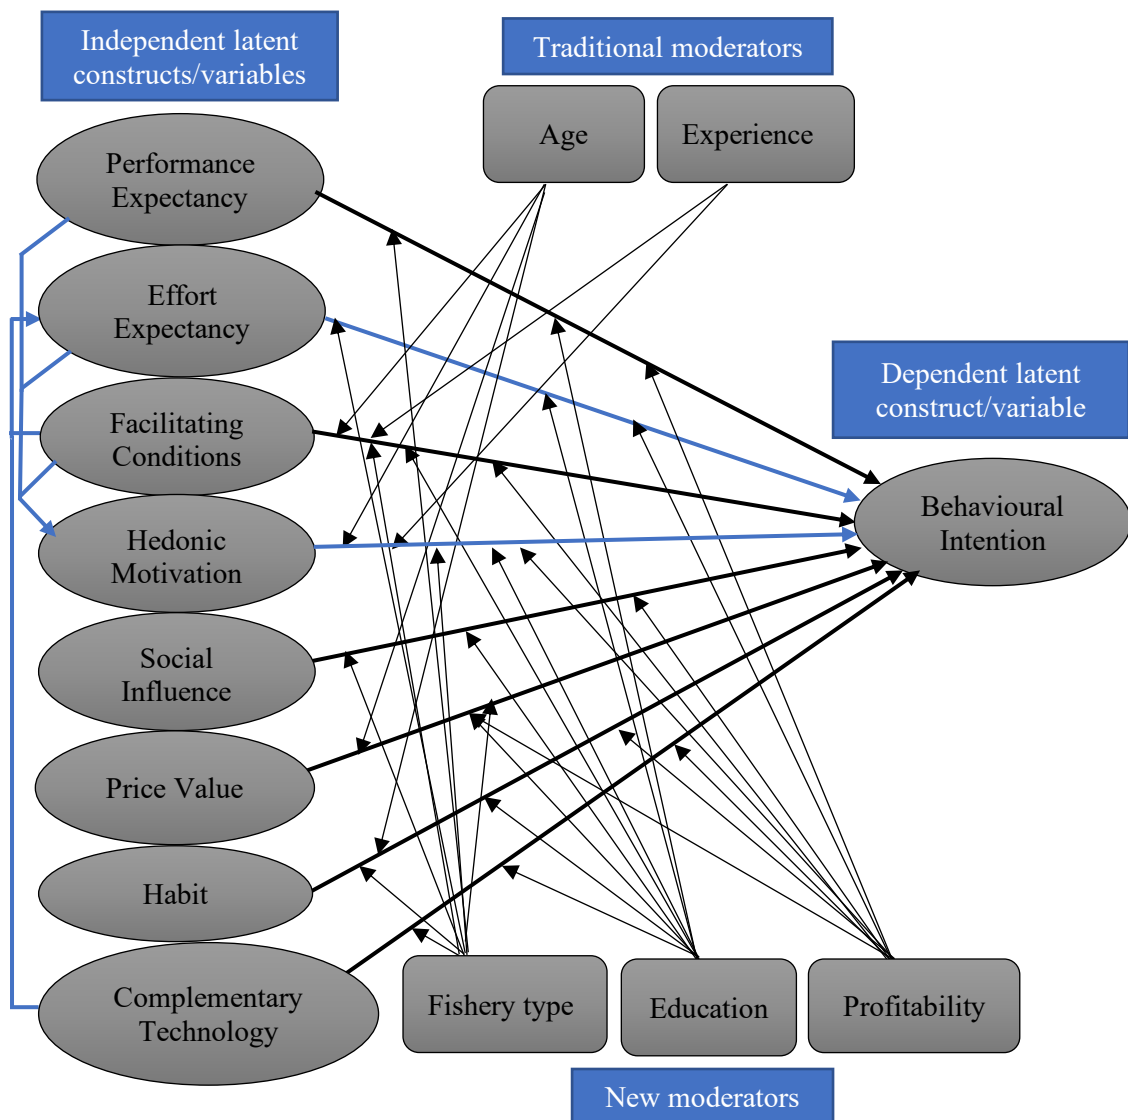 Independent latent
constructs/variables
Traditional moderators
Age
Experience
Performance
Expectancy
Effort
Expectancy
Facilitating
Conditions
Hedonic
Motivation
Social
Influence
Price Value
Habit
Complementary
Technology
Dependent latent
construct/variable
Behavioural
Intention
Fishery type
Education
Profitability
New moderators